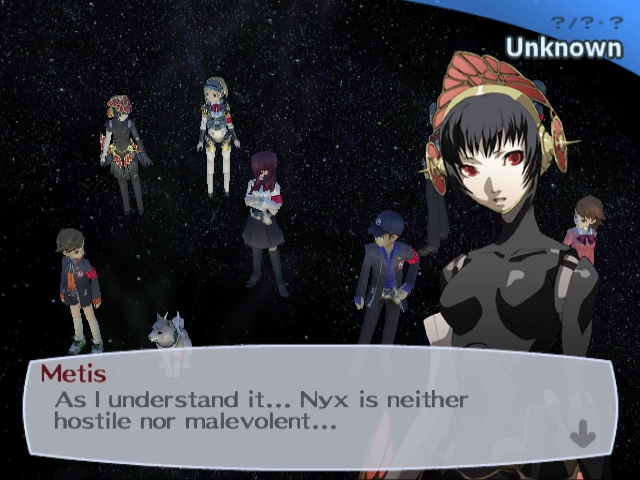 ?/?・?
Unknown
Metis
As I understand it... Nyx is neither
hostile nor malevolent...